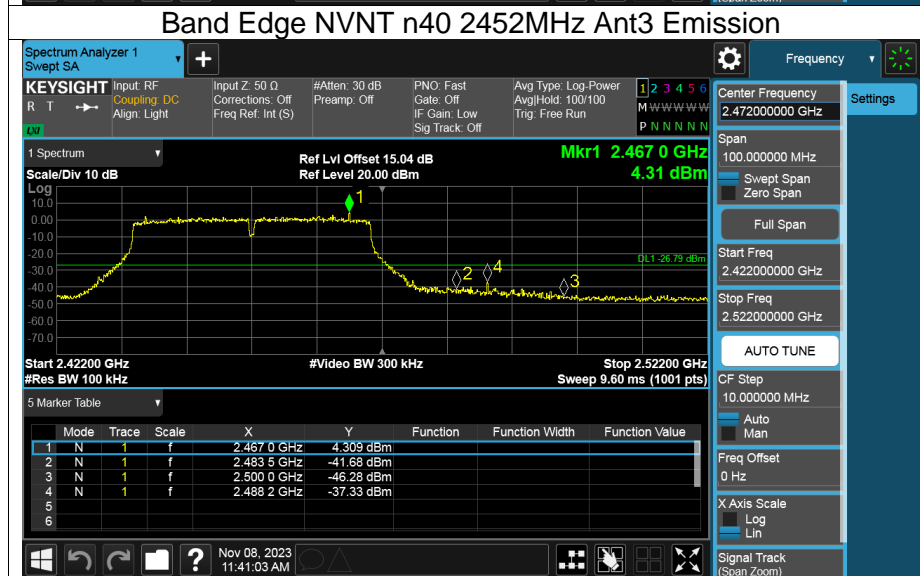 (Span Zoom)
Band Edge NVNT n40 2452MHz Ant3 Emission
Spectrum Analyzer 1
Swept SA
Frequency
KEYSIGHT
R T
LXI
Input: RF
Coupling: DC
Align: Light
Input Z: 50 Ω
Corrections: Off
Freq Ref: Int (S)
#Atten: 30 dB
Preamp: Off
PNO: Fast
Gate: Off
IF Gain: Low
Sig Track: Off
Avg Type: Log-Power
Avg|Hold: 100/100
Trig: Free Run
1 2 3 4 5 6
M W W W W W
P N N N N N
Center Frequency
2.472000000 GHz
Settings
1 Spectrum
Scale/Div 10 dB
Ref Lvl Offset 15.04 dB
Ref Level 20.00 dBm
Mkr1 2.467 0 GHz
4.31 dBm
Span
100.000000 MHz
Swept Span
Zero Span
Full Span
Log
10.0
0.00
-10.0
-20.0
-30.0
-40.0
-50.0
-60.0
-70.0
1
2
4
3
DL1 -26.79 dBm
Start Freq
2.422000000 GHz
Stop Freq
2.522000000 GHz
AUTO TUNE
Start 2.42200 GHz
#Res BW 100 kHz
#Video BW 300 kHz
Stop 2.52200 GHz
Sweep 9.60 ms (1001 pts)
CF Step
10.000000 MHz
Auto
Man
5 Marker Table
Mode Trace Scale X Y Function Function Width Function Value
1 N 1 f 2.467 0 GHz 4.309 dBm
2 N 1 f 2.483 5 GHz -41.68 dBm
3 N 1 f 2.500 0 GHz -46.28 dBm
4 N 1 f 2.488 2 GHz -37.33 dBm
5
6
Freq Offset
0 Hz
X Axis Scale
Log
Lin
Signal Track
(Span Zoom)
?
Nov 08, 2023
11:41:03 AM